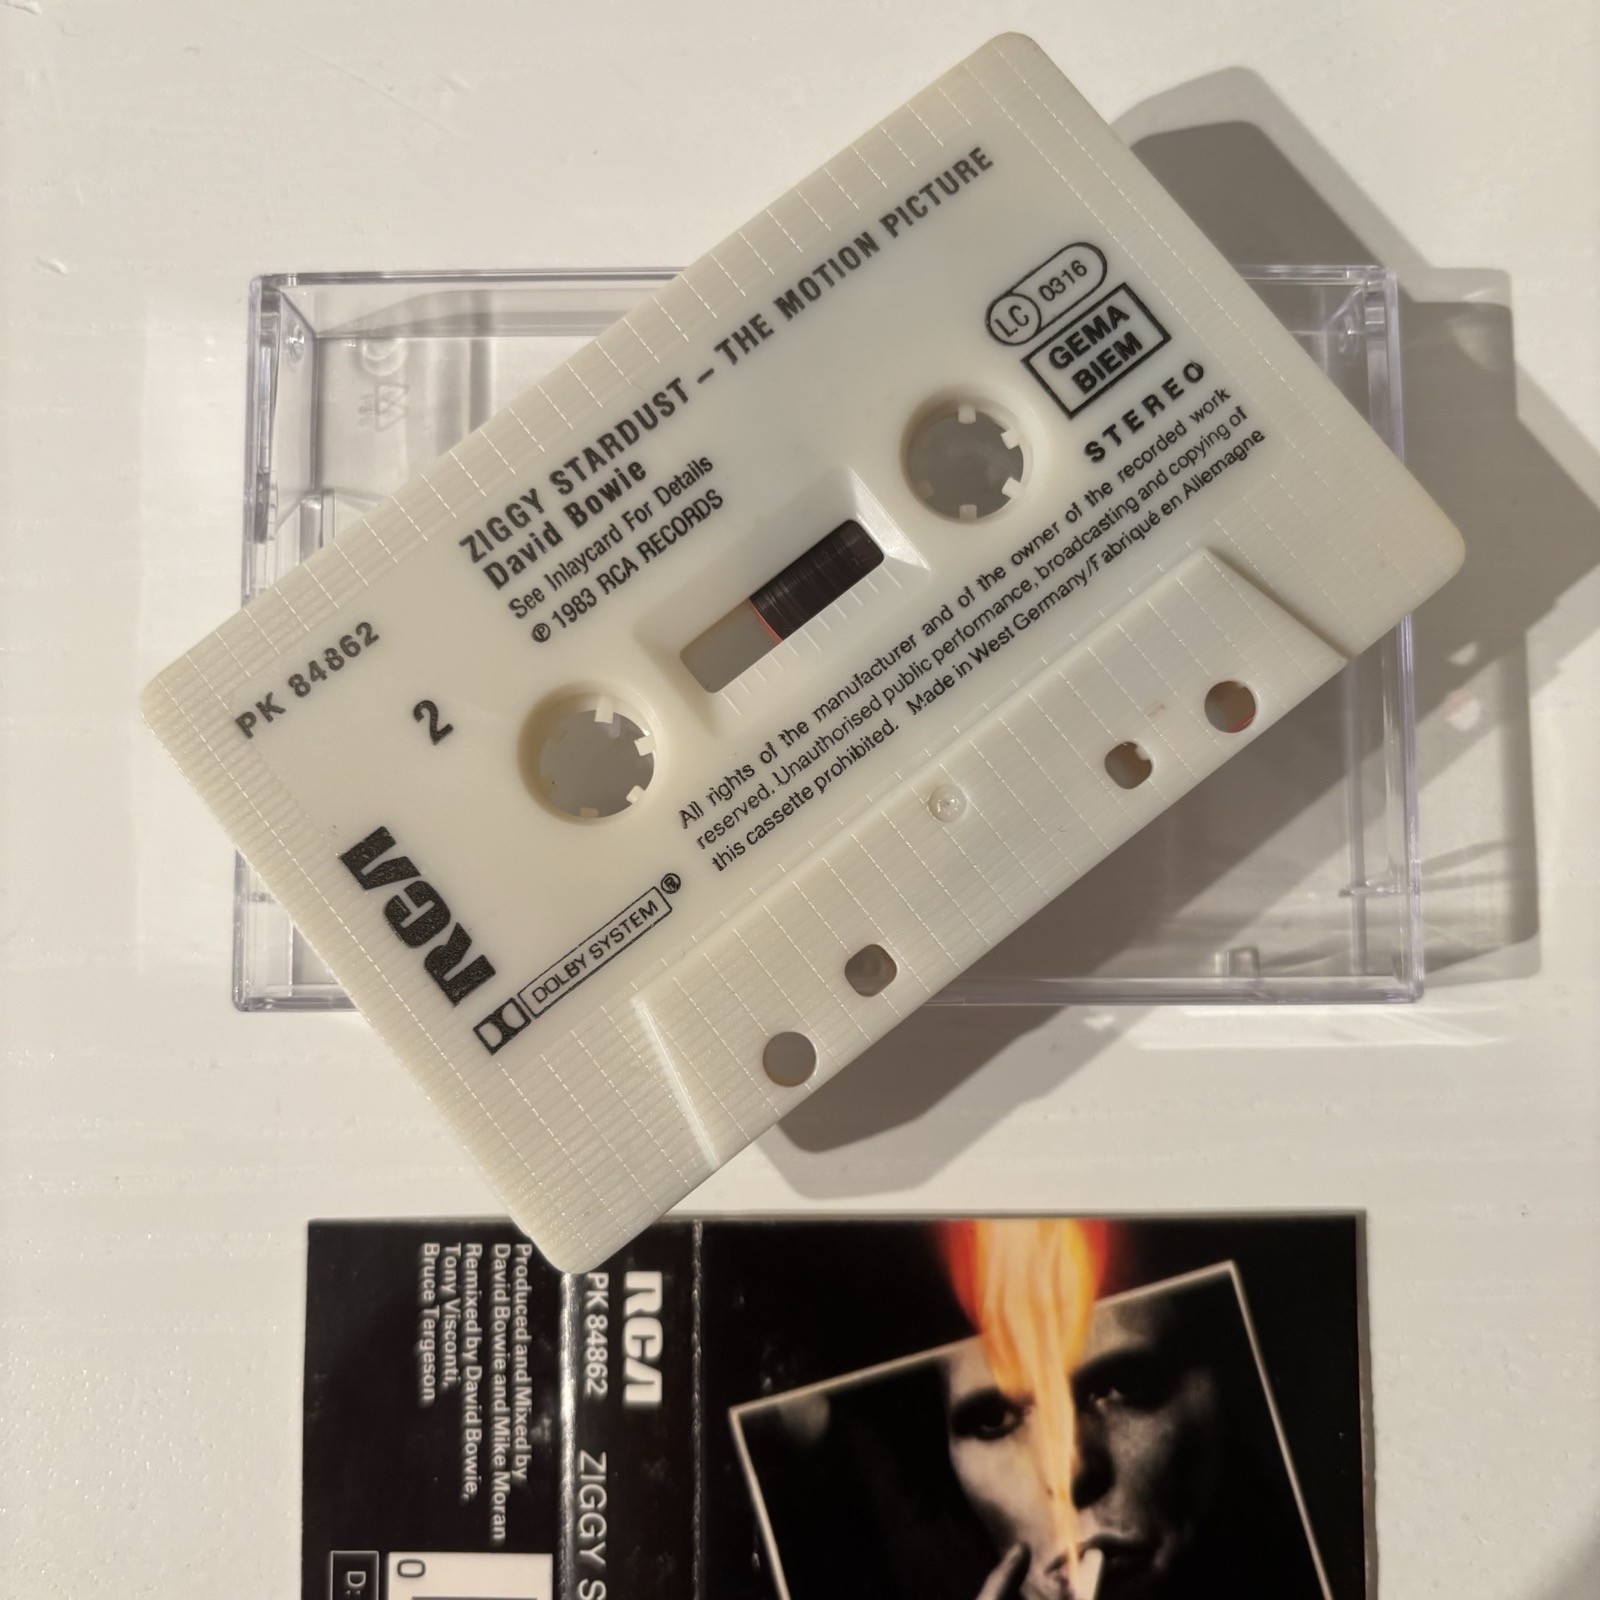 PK 84862
2
ZIGGY STARDUST – THE MOTION PICTURE
David Bowie
See Inlaycard For Details
℗ 1983 RCA RECORDS
LC 0316
GEMA
BIEM
STEREO
All rights of the manufacturer and of the owner of the recorded work
reserved. Unauthorised public performance, broadcasting and copying of
this cassette prohibited. Made in West Germany/Fabriqué en Allemagne
RCA
DOLBY SYSTEM®
Produced and Mixed by
David Bowie and Mike Moran
Remixed by David Bowie,
Tony Visconti,
Bruce Tergeson
D:
0
RCA
PK 84862
ZIGGY S